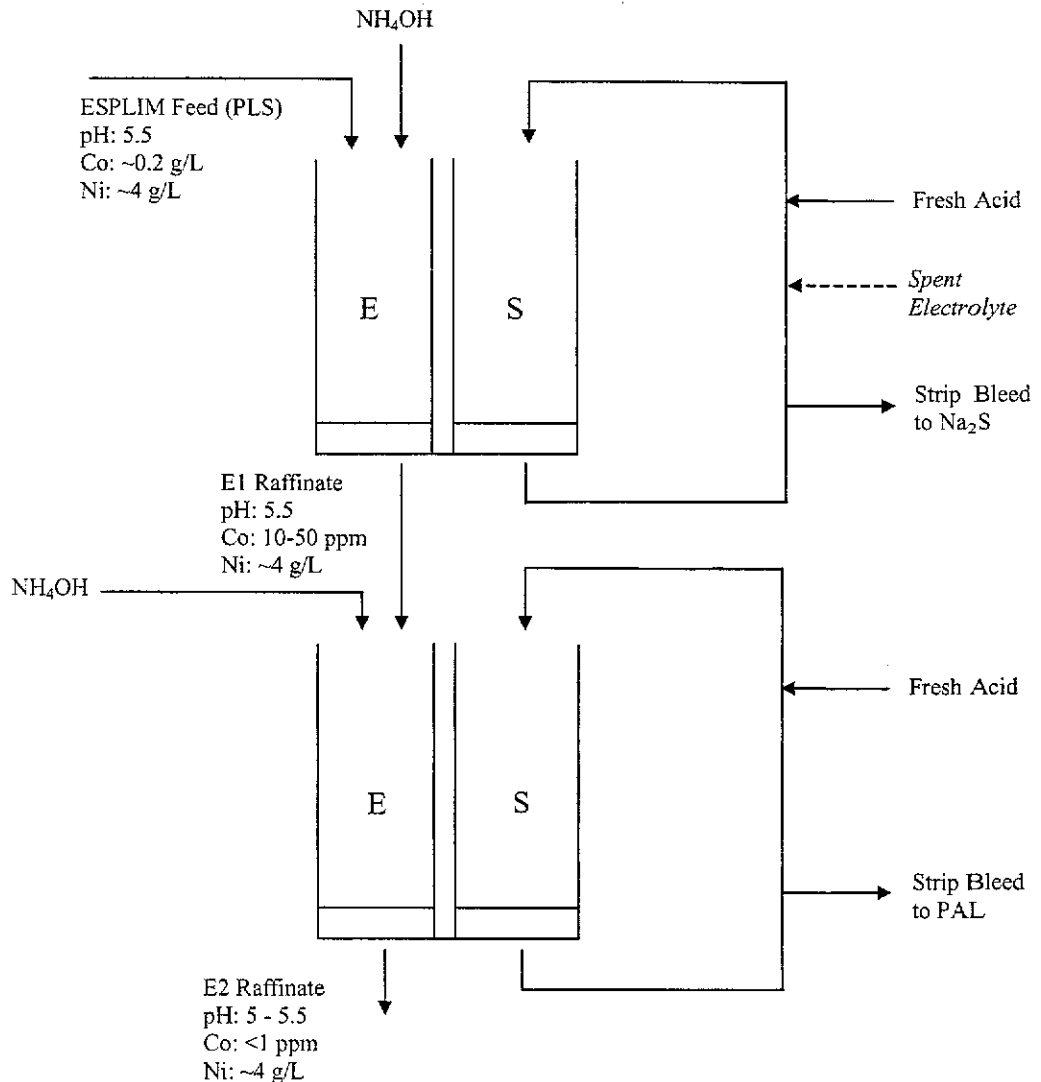 NH₄OH
ESPLIM Feed (PLS)
pH: 5.5
Co: ~0.2 g/L
Ni: ~4 g/L
Fresh Acid
Spent
Electrolyte
E
S
Strip Bleed
to Na₂S
E1 Raffinate
pH: 5.5
Co: 10-50 ppm
Ni: ~4 g/L
NH₄OH
Fresh Acid
E
S
Strip Bleed
to PAL
E2 Raffinate
pH: 5 - 5.5
Co: <1 ppm
Ni: ~4 g/L